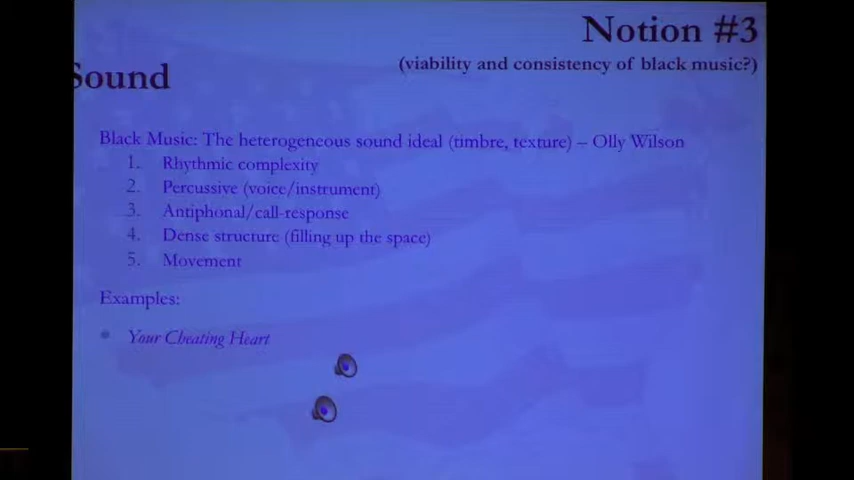 Notion #3
(viability and consistency of black music?)
Sound
Black Music: The heterogeneous sound ideal (timbre, texture) – Olly Wilson
1. Rhythmic complexity
2. Percussive (voice/instrument)
3. Antiphonal/call-response
4. Dense structure (filling up the space)
5. Movement
Examples:
• Your Cheating Heart